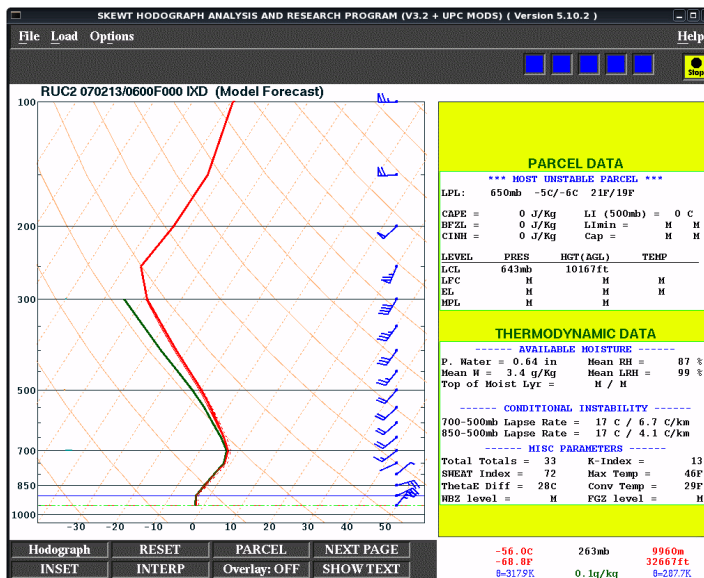 SKEWT HODOGRAPH ANALYSIS AND RESEARCH PROGRAM (V3.2 + UPC MODS) ( Version 5.10.2 )
File Load Options Help
Stop
RUC2 070213/0600F000 IXD (Model Forecast)
100
200
300
500
700
850
1000
-30 -20 -10 0 10 20 30 40 50
PARCEL DATA
*** MOST UNSTABLE PARCEL ***
LPL: 650mb -5C/-6C 21F/19F
CAPE = 0 J/Kg LI (500mb) = 0 C
BFZL = 0 J/Kg LImin = M M
CINH = 0 J/Kg Cap = M M
LEVEL PRES HGT(AGL) TEMP
LCL 643mb 10167ft
LFC M M M
EL M M M
MPL M M
THERMODYNAMIC DATA
------ AVAILABLE MOISTURE ------
P. Water = 0.64 in Mean RH = 87 %
Mean W = 3.4 g/Kg Mean LRH = 99 %
Top of Moist Lyr = M / M
------ CONDITIONAL INSTABILITY ------
700-500mb Lapse Rate = 17 C / 6.7 C/km
850-500mb Lapse Rate = 17 C / 4.1 C/km
------ MISC PARAMETERS ------
Total Totals = 33 K-Index = 13
SWEAT Index = 72 Max Temp = 46F
ThetaE Diff = 28C Conv Temp = 29F
WBZ level = M FGZ level = M
Hodograph RESET PARCEL NEXT PAGE
INSET INTERP Overlay: OFF SHOW TEXT
-56.0C 263mb 9960m
-68.8F 32667ft
θ=317.9K 0.1g/kg θ=287.7K